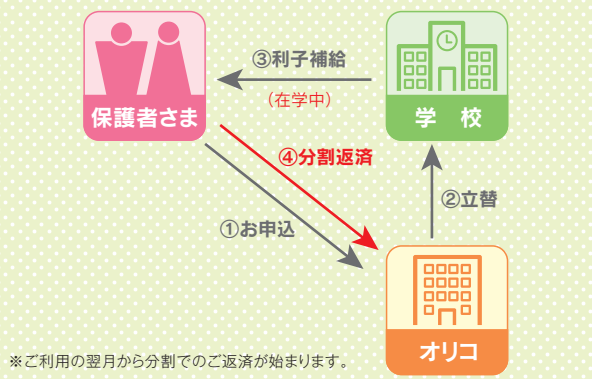 ③利子補給
（在学中）
保護者さま
学　校
④分割返済
②立替
①お申込
オリコ
※ご利用の翌月から分割でのご返済が始まります。